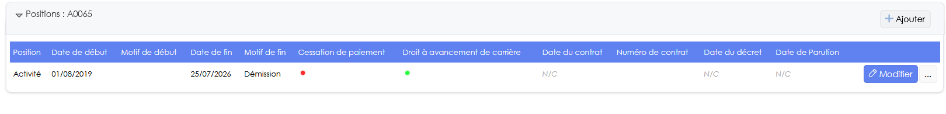 Positions : A0065
Ajouter
Position Date de début Motif de début Date de fin Motif de fin Cessation de paiement Droit à avancement de carrière Date du contrat Numéro de contrat Date du décret Date de Parution
Activité 01/08/2019 25/07/2026 Démission N/C N/C N/C Modifier ...